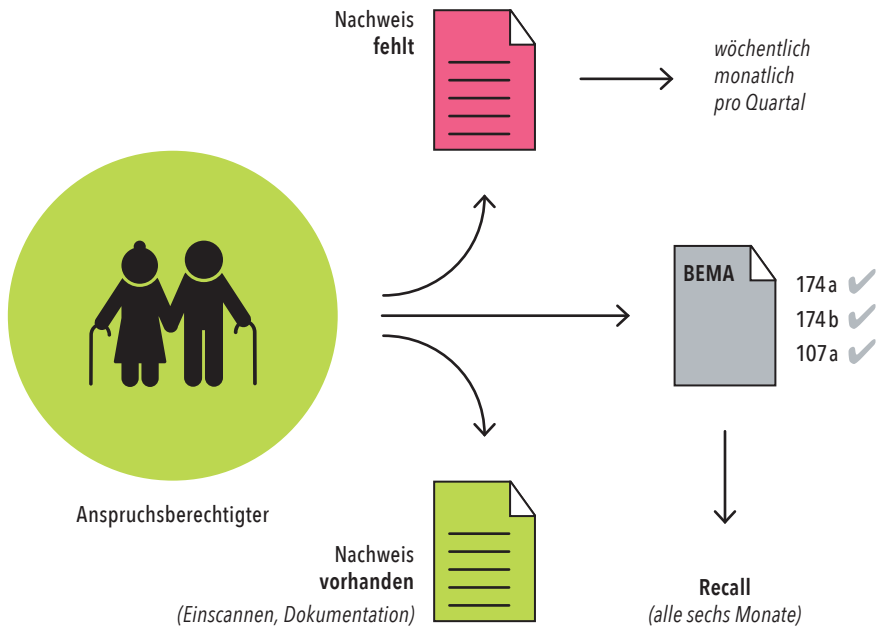 Nachweis
fehlt
wöchentlich
monatlich
pro Quartal
BEMA
174 a
174 b
107 a
Anspruchsberechtigter
Nachweis
vorhanden
(Einscannen, Dokumentation)
Recall
(alle sechs Monate)